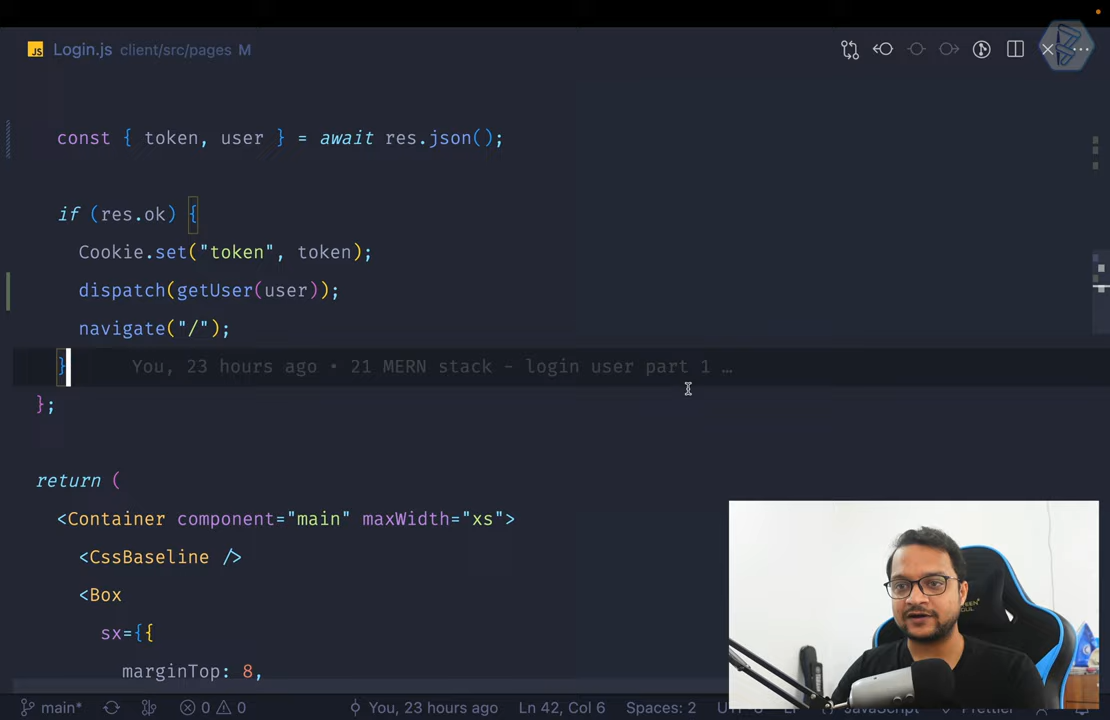 JS Login.js client/src/pages M
const { token, user } = await res.json();
if (res.ok) {
Cookie.set("token", token);
dispatch(getUser(user));
navigate("/");
} You, 23 hours ago • 21 MERN stack - login user part 1 …
};
return (
<Container component="main" maxWidth="xs">
<CssBaseline />
<Box
sx={{
marginTop: 8,
main* 0 0 You, 23 hours ago Ln 42, Col 6 Spaces: 2